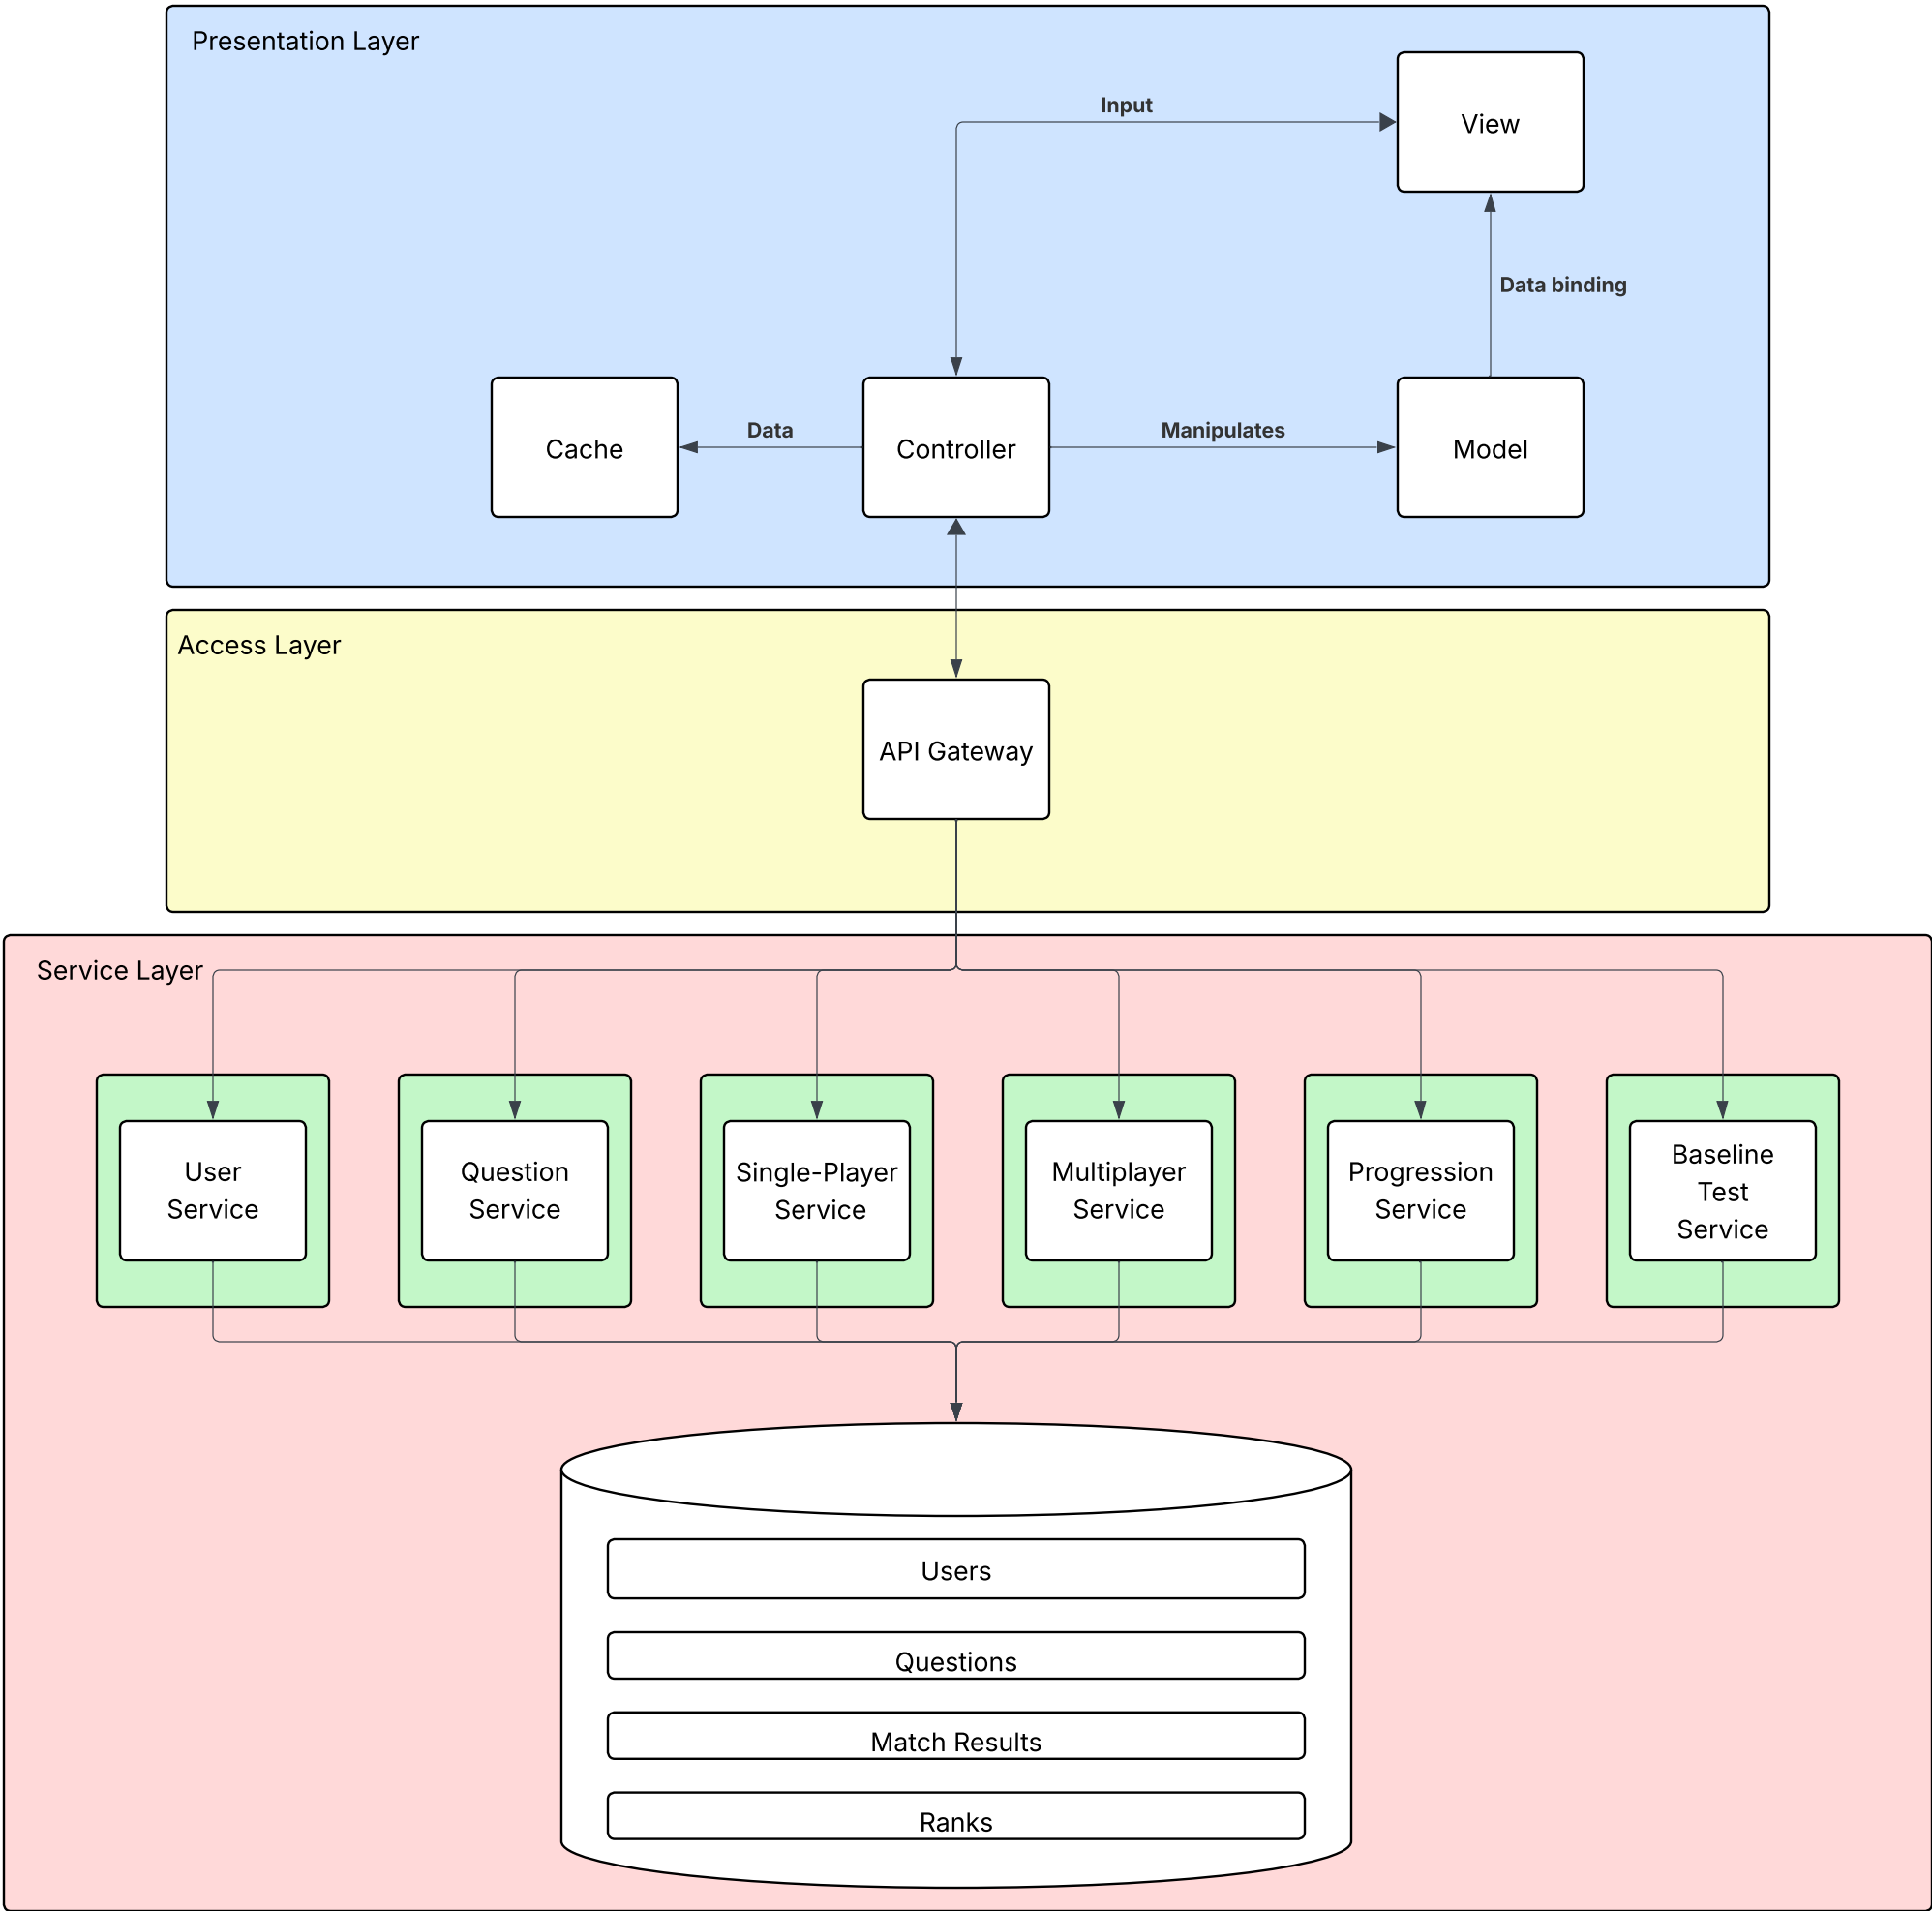 Presentation Layer
Input
View
Data binding
Cache
Data
Controller
Manipulates
Model
Access Layer
API Gateway
Service Layer
User
Service
Question
Service
Single-Player
Service
Multiplayer
Service
Progression
Service
Baseline
Test
Service
Users
Questions
Match Results
Ranks